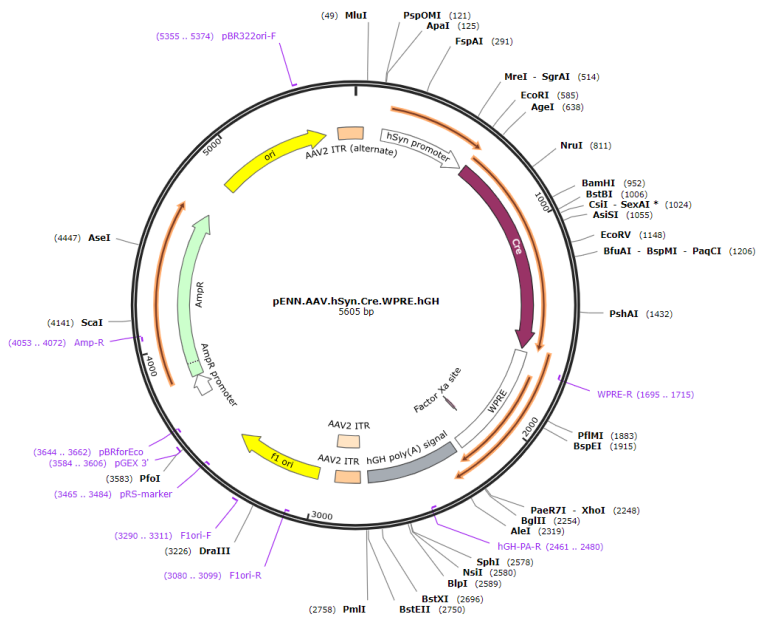 (49) MluI
PspOMI (121)
ApaI (125)
FspAI (291)
MreI - SgrAI (514)
EcoRI (585)
AgeI (638)
NruI (811)
BamHI (952)
BstBI (1006)
CsiI - SexAI * (1024)
AsiSI (1055)
EcoRV (1148)
BfuAI - BspMI - PaqCI (1206)
PshAI (1432)
WPRE-R (1695 .. 1715)
PflMI (1883)
BspEI (1915)
PaeR7I - XhoI (2248)
BglII (2254)
AleI (2319)
hGH-PA-R (2461 .. 2480)
SphI (2578)
NsiI (2580)
BlpI (2589)
BstXI (2696)
BstEII (2750)
(2758) PmlI
(3080 .. 3099) F1ori-R
(3226) DraIII
(3290 .. 3311) F1ori-F
(3465 .. 3484) pRS-marker
(3583) PfoI
(3584 .. 3606) pGEX 3'
(3644 .. 3662) pBRforEco
(4053 .. 4072) Amp-R
(4141) ScaI
(4447) AseI
(5355 .. 5374) pBR322ori-F
1000
2000
3000
4000
5000
AAV2 ITR (alternate)
hSyn promoter
Cre
WPRE
Factor Xa site
hGH poly(A) signal
AAV2 ITR
AAV2 ITR
f1 ori
AmpR promoter
AmpR
ori
pENN.AAV.hSyn.Cre.WPRE.hGH
5605 bp